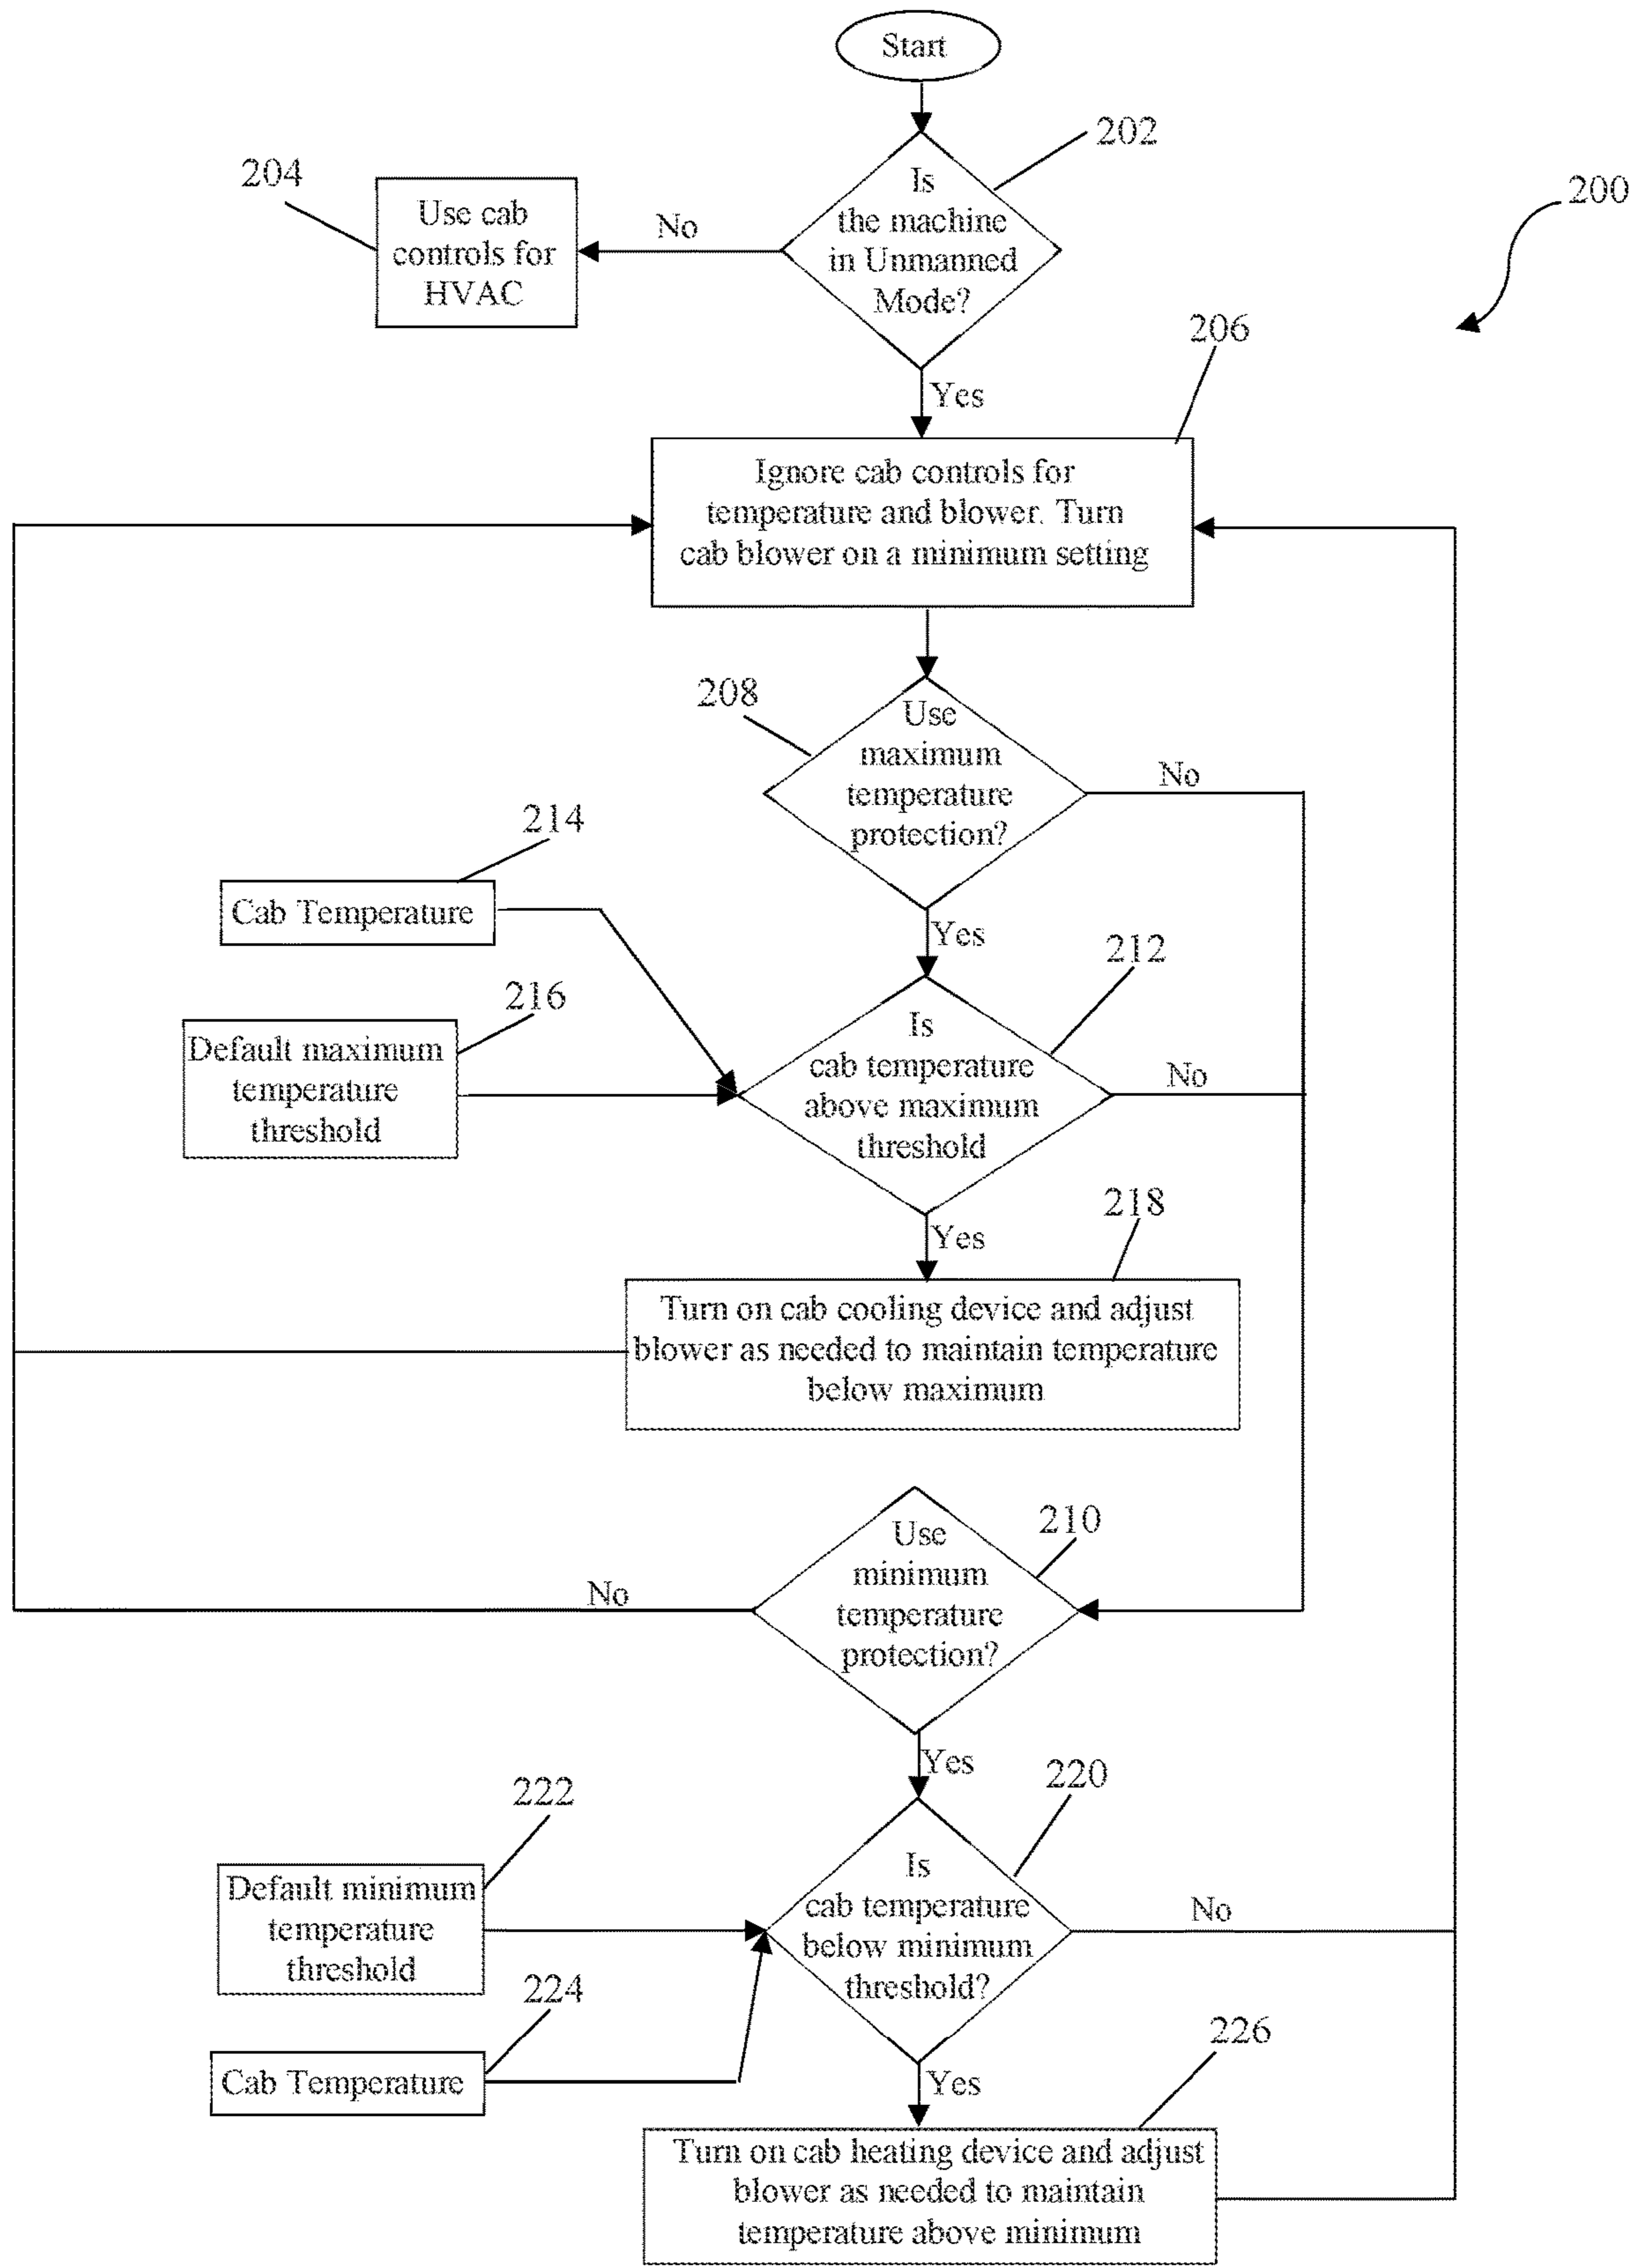 Start
202
Is
the machine
in Unmanned
Mode?
200
204
Use cab
controls for
HVAC
No
Yes
206
Ignore cab controls for
temperature and blower. Turn
cab blower on a minimum setting
208
Use
maximum
temperature
protection?
No
Yes
214
Cab Temperature
212
216
Default maximum
temperature
threshold
Is
cab temperature
above maximum
threshold
No
Yes
218
Turn on cab cooling device and adjust
blower as needed to maintain temperature
below maximum
210
Use
minimum
temperature
protection?
No
Yes
220
222
Default minimum
temperature
threshold
Is
cab temperature
below minimum
threshold?
No
224
Cab Temperature
Yes
226
Turn on cab heating device and adjust
blower as needed to maintain
temperature above minimum